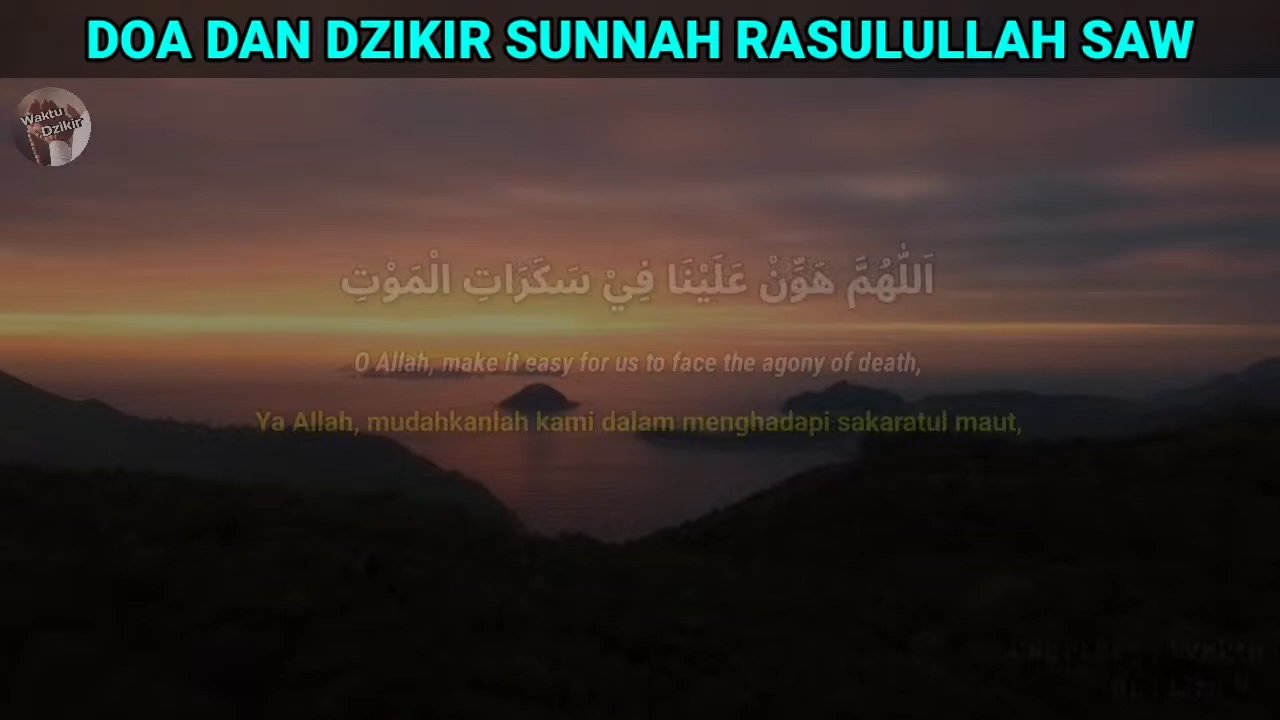 DOA DAN DZIKIR SUNNAH RASULULLAH SAW
Waktu
Dzikir
اَللّٰهُمَّ هَوِّنْ عَلَيْنَا فِيْ سَكَرَاتِ الْمَوْتِ
O Allah, make it easy for us to face the agony of death,
Ya Allah, mudahkanlah kami dalam menghadapi sakaratul maut,